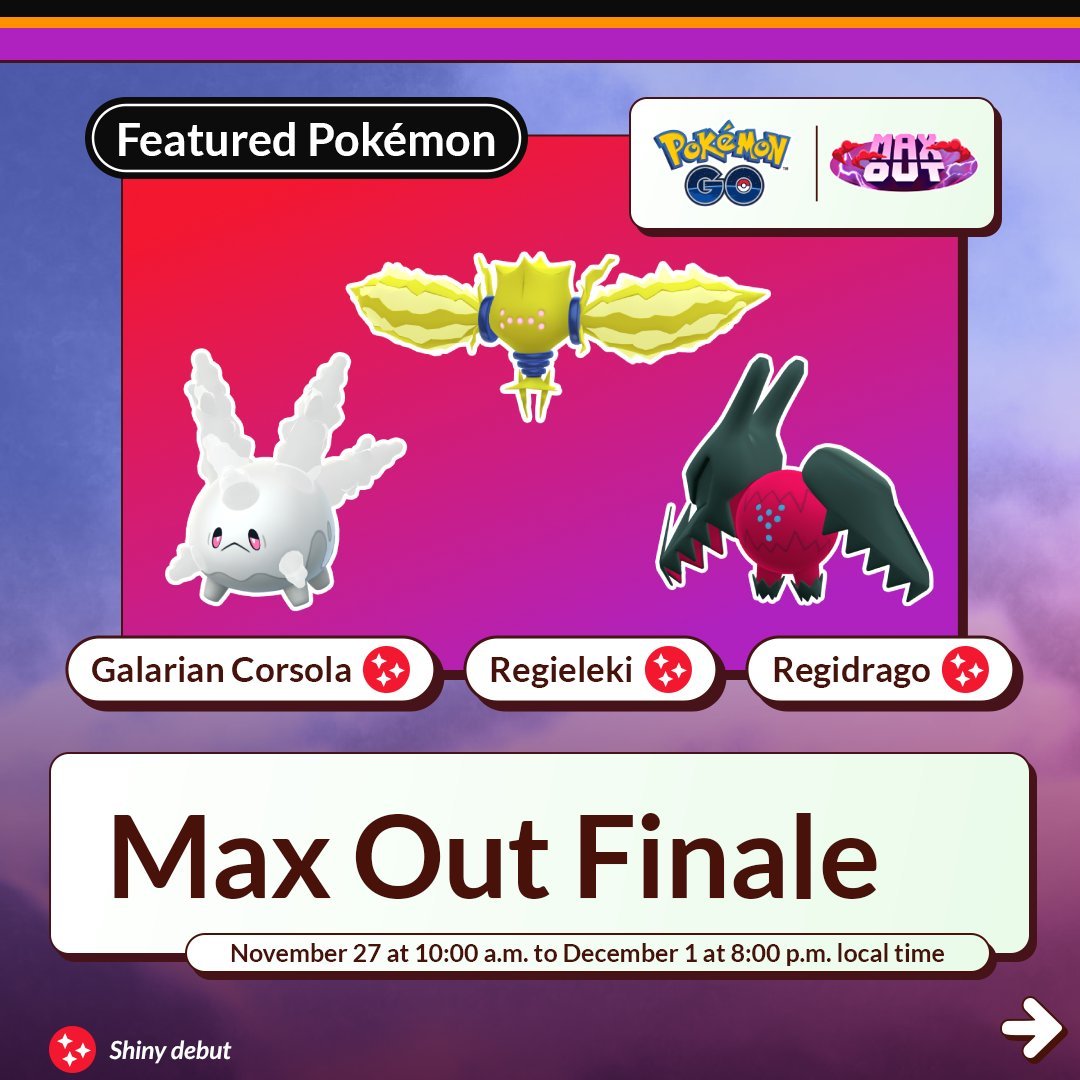 Featured Pokémon
POKéMON
GO
MAX
OUT
Galarian Corsola
Regieleki
Regidrago
Max Out Finale
November 27 at 10:00 a.m. to December 1 at 8:00 p.m. local time
Shiny debut